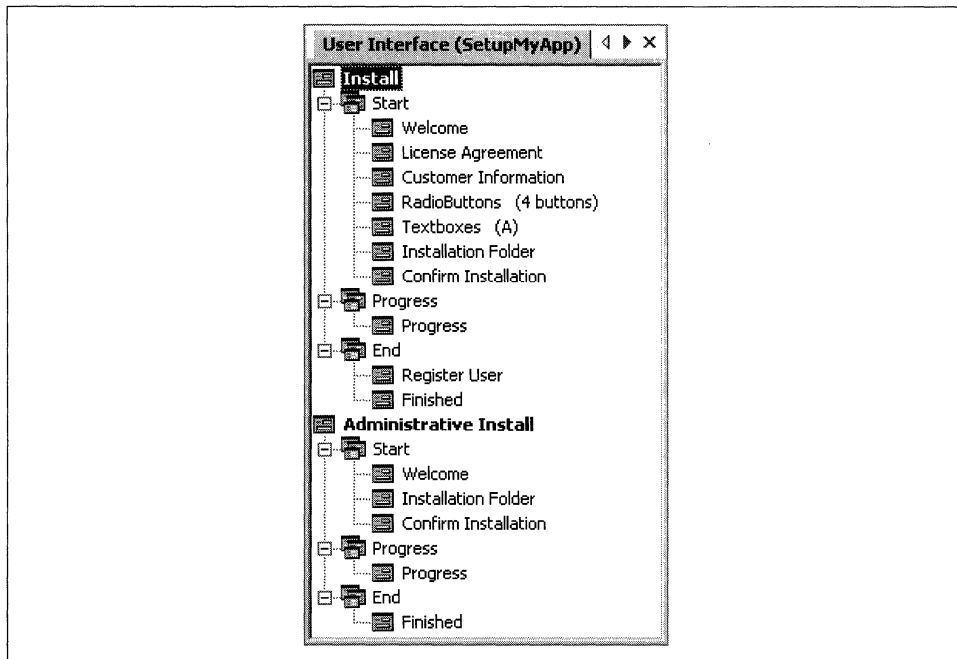 User Interface (SetupMyApp)
Install
Start
Welcome
License Agreement
Customer Information
RadioButtons (4 buttons)
Textboxes (A)
Installation Folder
Confirm Installation
Progress
Progress
End
Register User
Finished
Administrative Install
Start
Welcome
Installation Folder
Confirm Installation
Progress
Progress
End
Finished